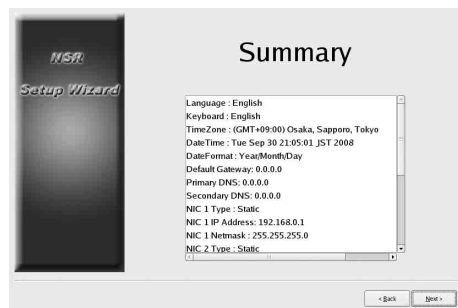 NSR
Setup Wizard
Summary
Language : English
Keyboard : English
TimeZone : (GMT+09:00) Osaka, Sapporo, Tokyo
DateTime : Tue Sep 30 21:05:01 JST 2008
DateFormat : Year/Month/Day
Default Gateway: 0.0.0.0
Primary DNS: 0.0.0.0
Secondary DNS: 0.0.0.0
NIC 1 Type : Static
NIC 1 IP Address: 192.168.0.1
NIC 1 Netmask : 255.255.255.0
NIC 2 Type : Static
< Back
Next >